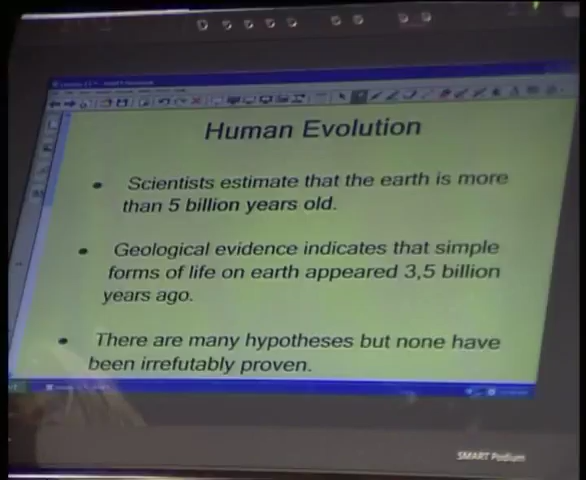 Human Evolution
Scientists estimate that the earth is more
than 5 billion years old.
Geological evidence indicates that simple
forms of life on earth appeared 3,5 billion
years ago.
There are many hypotheses but none have
been irrefutably proven.
SMART Podium